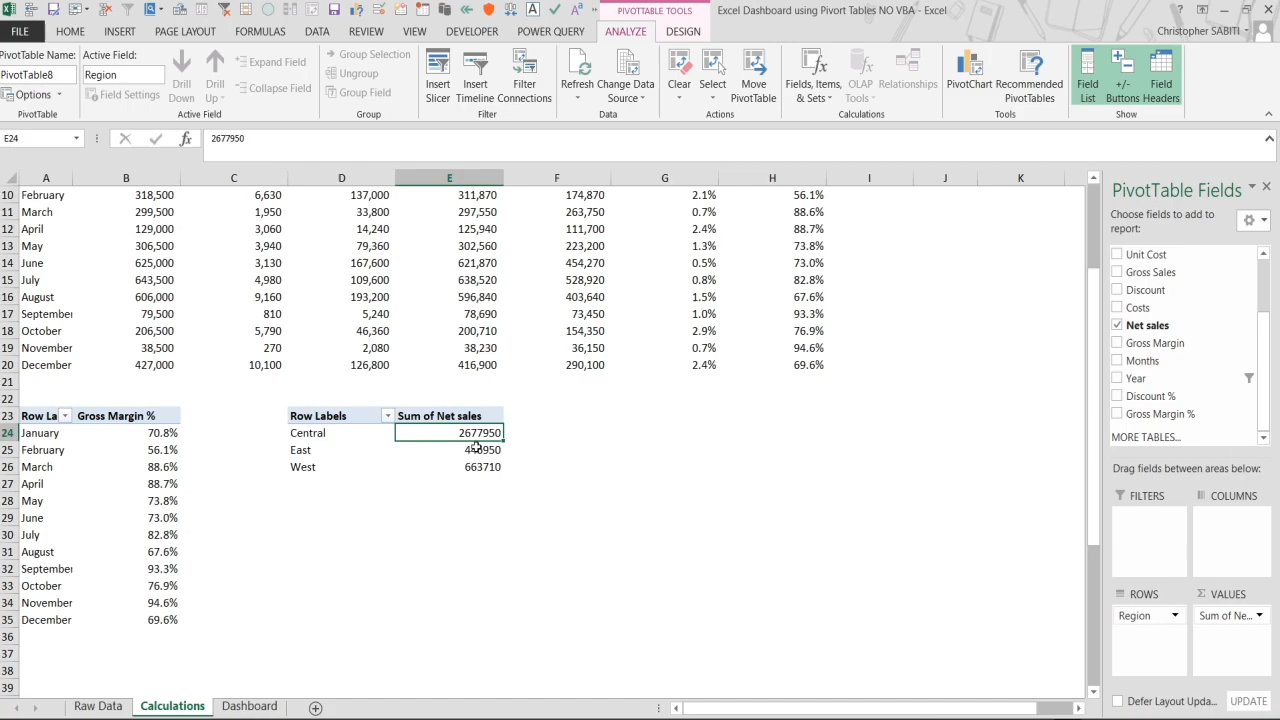 PIVOTTABLE TOOLS
Excel Dashboard using Pivort Tables NO VBA - Excel
FILE HOME INSERT PAGE LAYOUT FORMULAS DATA REVIEW VIEW DEVELOPER POWER QUERY ANALYZE DESIGN
Christopher SABITI
PivotTable Name:
PivotTable8
Options
PivotTable
Active Field:
Region
Field Settings
Drill Down
Drill Up
Expand Field
Collapse Field
Active Field
Group Selection
Ungroup
Group Field
Group
Insert Slicer
Insert Timeline
Filter Connections
Filter
Refresh
Change Data Source
Data
Clear
Select
Move PivotTable
Actions
Fields, Items, & Sets
OLAP Tools
Relationships
Calculations
PivotChart
Recommended PivotTables
Tools
Field List
+/- Buttons
Field Headers
Show
E24 fx 2677950
A B C D E F G H I J K
10 February 318,500 6,630 137,000 311,870 174,870 2.1% 56.1%
11 March 299,500 1,950 33,800 297,550 263,750 0.7% 88.6%
12 April 129,000 3,060 14,240 125,940 111,700 2.4% 88.7%
13 May 306,500 3,940 79,360 302,560 223,200 1.3% 73.8%
14 June 625,000 3,130 167,600 621,870 454,270 0.5% 73.0%
15 July 643,500 4,980 109,600 638,520 528,920 0.8% 82.8%
16 August 606,000 9,160 193,200 596,840 403,640 1.5% 67.6%
17 September 79,500 810 5,240 78,690 73,450 1.0% 93.3%
18 October 206,500 5,790 46,360 200,710 154,350 2.9% 76.9%
19 November 38,500 270 2,080 38,230 36,150 0.7% 94.6%
20 December 427,000 10,100 126,800 416,900 290,100 2.4% 69.6%
21
22
23 Row La Gross Margin % Row Labels Sum of Net sales
24 January 70.8% Central 2677950
25 February 56.1% East
26 March 88.6% West 663710
27 April 88.7%
28 May 73.8%
29 June 73.0%
30 July 82.8%
31 August 67.6%
32 September 93.3%
33 October 76.9%
34 November 94.6%
35 December 69.6%
36
37
38
39
PivotTable Fields
Choose fields to add to report:
Unit Cost
Gross Sales
Discount
Costs
Net sales
Gross Margin
Months
Year
Discount %
Gross Margin %
MORE TABLES...
Drag fields between areas below:
FILTERS COLUMNS
ROWS VALUES
Region Sum of Ne...
Defer Layout Upda... UPDATE
Raw Data Calculations Dashboard